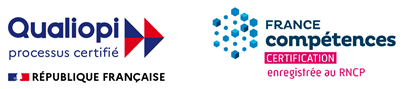 Qualiopi
processus certifié
RÉPUBLIQUE FRANÇAISE
FRANCE
compétences
CERTIFICATION
enregistrée au RNCP